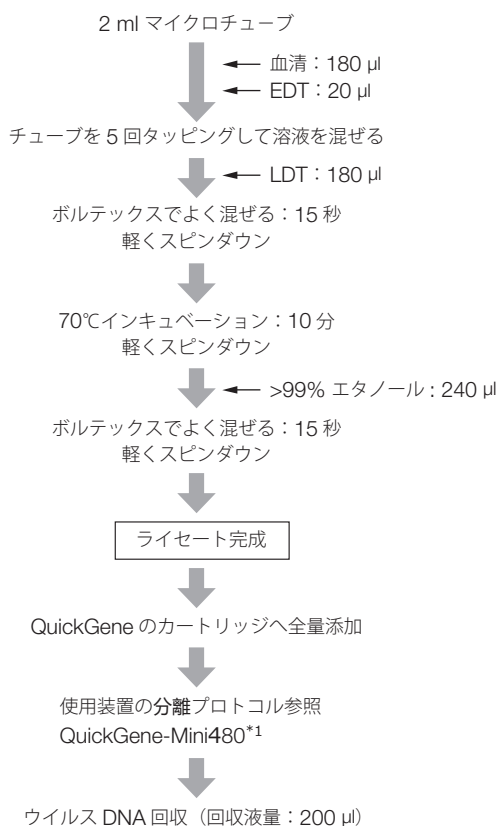 2 ml マイクロチューブ
血清：180 μl
EDT：20 μl
チューブを 5 回タッピングして溶液を混ぜる
LDT：180 μl
ボルテックスでよく混ぜる：15 秒
軽くスピンダウン
70℃インキュベーション：10 分
軽くスピンダウン
>99% エタノール : 240 μl
ボルテックスでよく混ぜる：15 秒
軽くスピンダウン
ライセート完成
QuickGene のカートリッジへ全量添加
使用装置の分離プロトコル参照
QuickGene-Mini480*1
ウイルス DNA 回収（回収液量：200 μl）